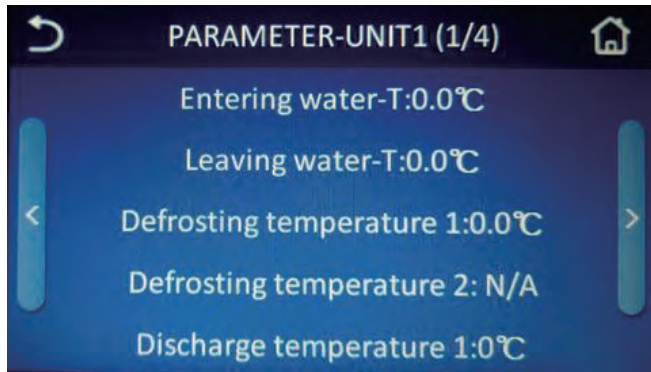 PARAMETER-UNIT1 (1/4)
Entering water-T:0.0℃
Leaving water-T:0.0℃
Defrosting temperature 1:0.0℃
Defrosting temperature 2: N/A
Discharge temperature 1:0℃